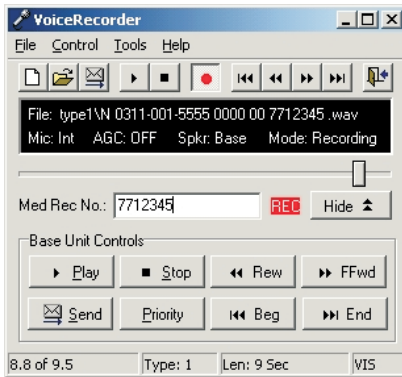 VoiceRecorder
File Control Tools Help
File: type1\N 0311-001-5555 0000 00 7712345 .wav
Mic: Int AGC: OFF Spkr: Base Mode: Recording
Med Rec No.: 7712345 REC Hide
Base Unit Controls
Play Stop Rew FFwd
Send Priority Beg End
8.8 of 9.5 Type: 1 Len: 9 Sec VIS